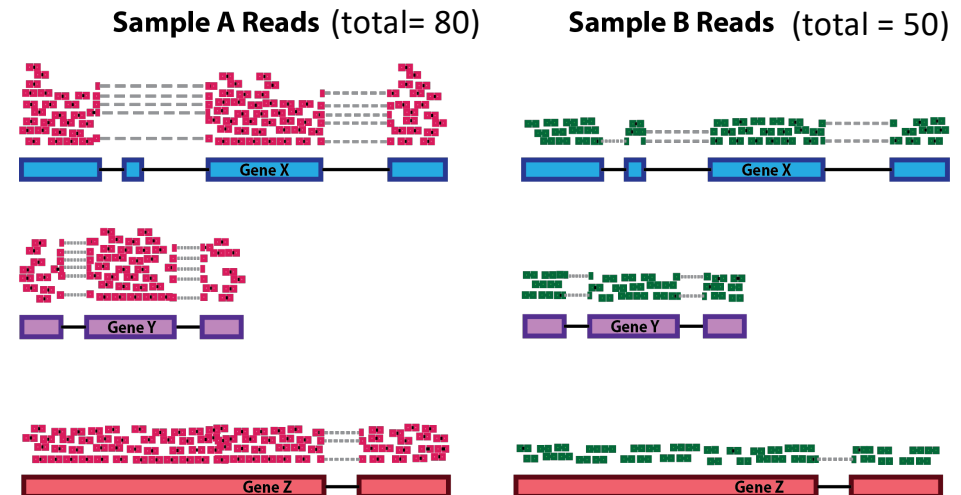 Sample A Reads (total= 80)
Sample B Reads (total = 50)
Gene X
Gene X
Gene Y
Gene Y
Gene Z
Gene Z